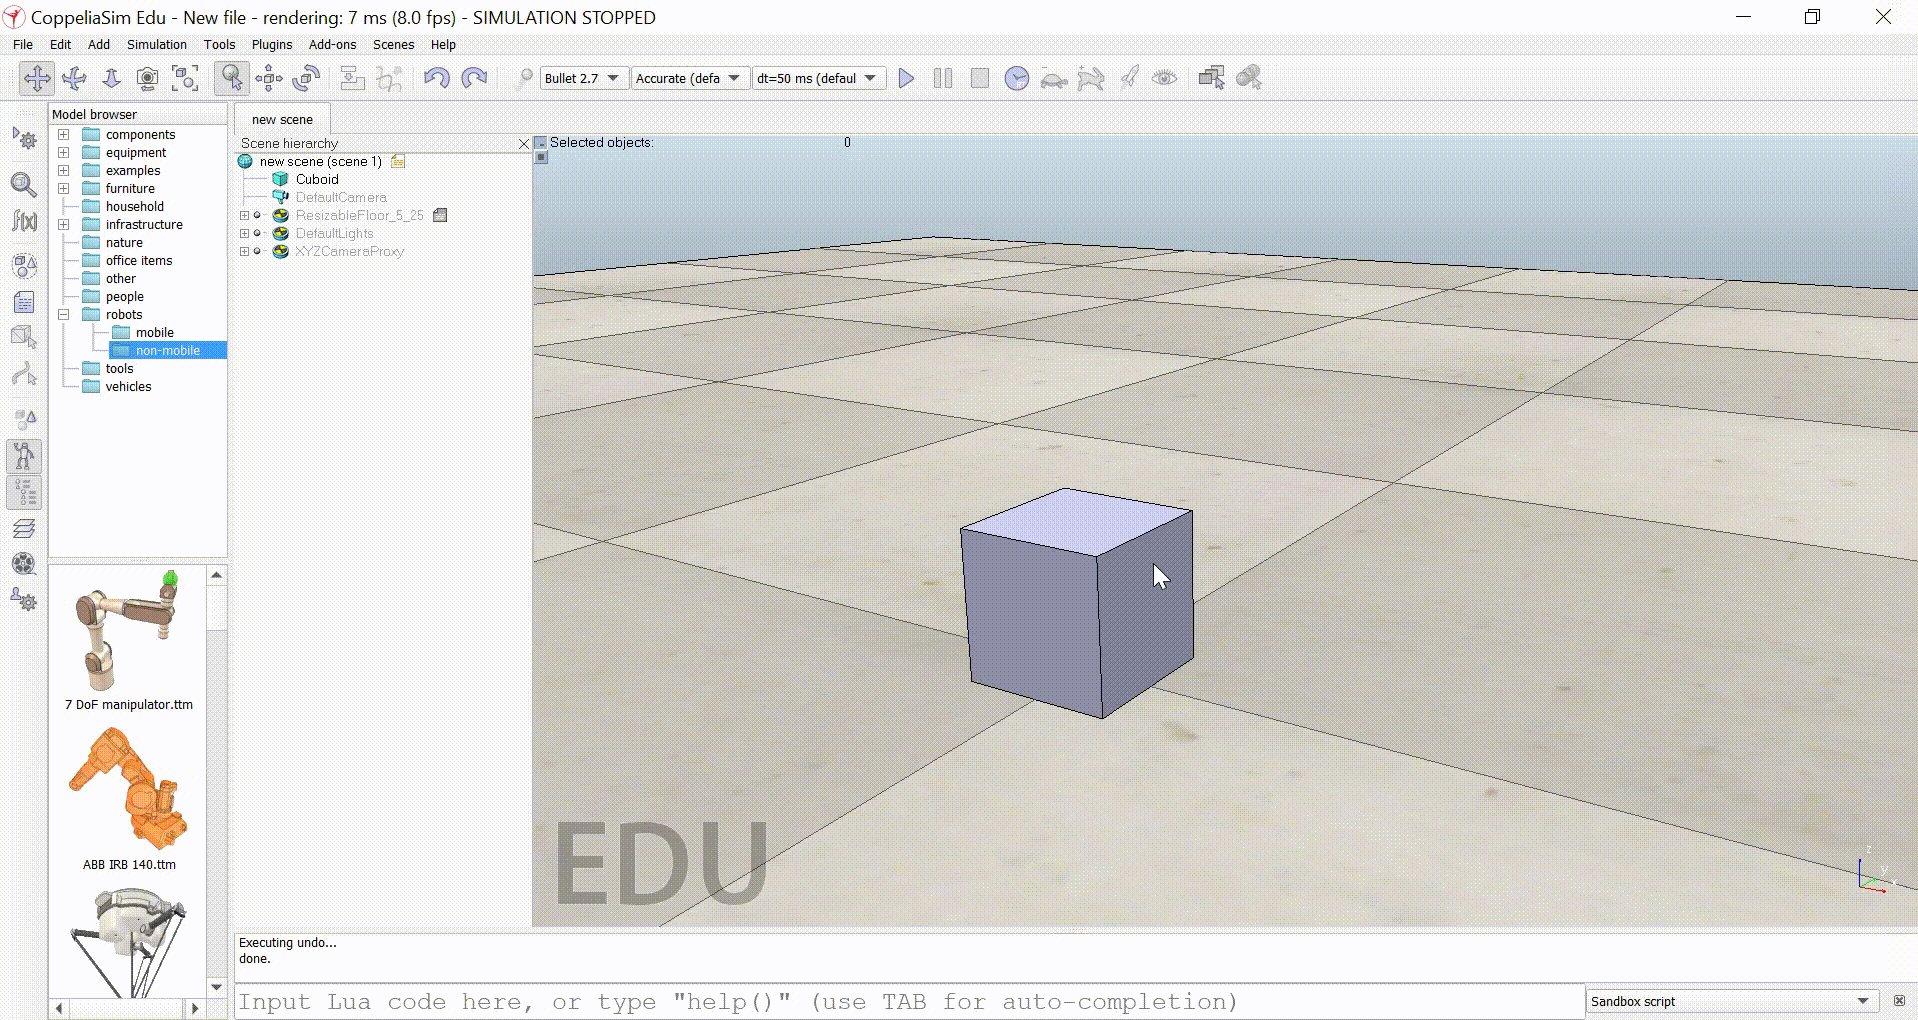 CoppeliaSim Edu - New file - rendering: 7 ms (8.0 fps) - SIMULATION STOPPED
File Edit Add Simulation Tools Plugins Add-ons Scenes Help
Bullet 2.7 Accurate (defa dt=50 ms (defaul
Model browser
components
equipment
examples
furniture
household
infrastructure
nature
office items
other
people
robots
mobile
non-mobile
tools
vehicles
7 DoF manipulator.ttm
ABB IRB 140.ttm
new scene
Scene hierarchy
new scene (scene 1)
Cuboid
DefaultCamera
ResizableFloor_5_25
DefaultLights
XYZCameraProxy
f(x)
Selected objects: 0
EDU
z
y
x
Executing undo...
done.
Input Lua code here, or type "help()" (use TAB for auto-completion)
Sandbox script